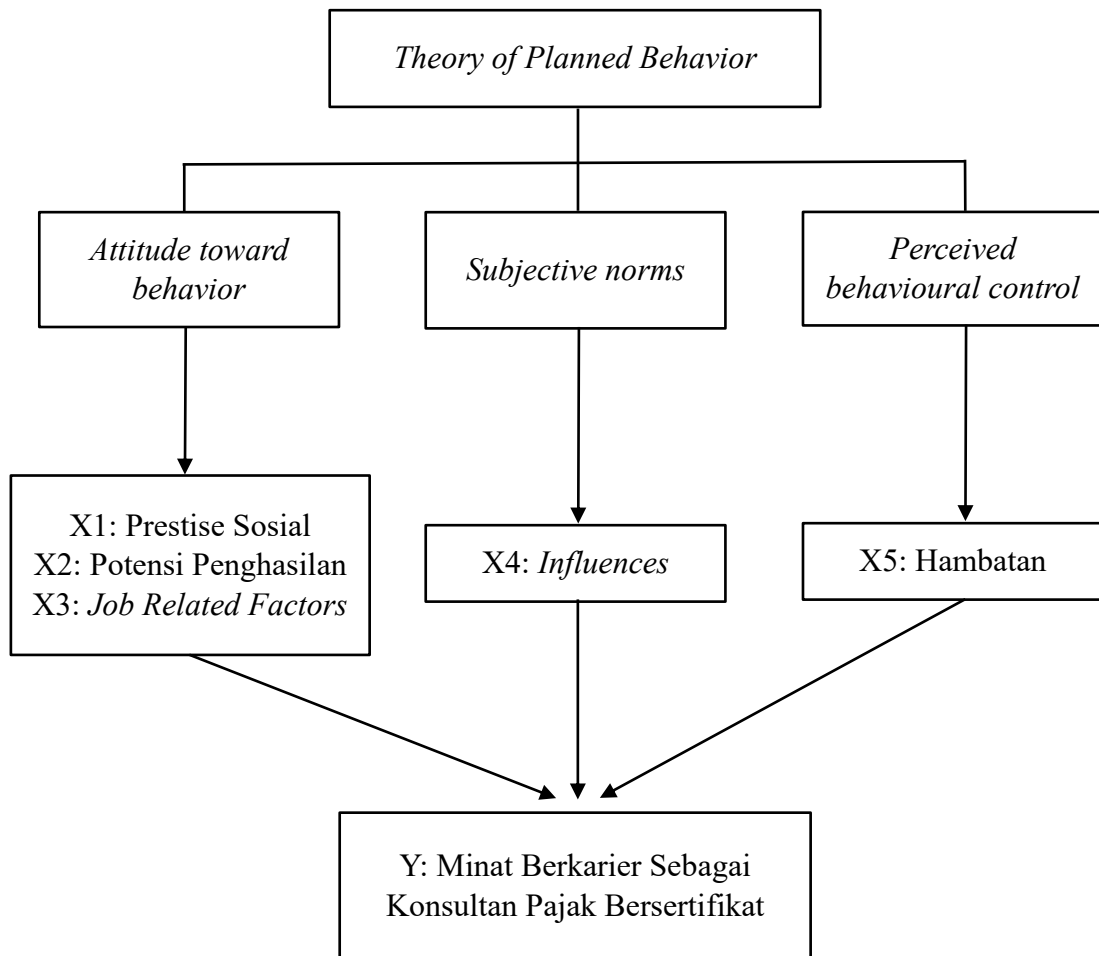 Theory of Planned Behavior
Attitude toward
behavior
Subjective norms
Perceived
behavioural control
X1: Prestise Sosial
X2: Potensi Penghasilan
X3: Job Related Factors
X4: Influences
X5: Hambatan
Y: Minat Berkarier Sebagai
Konsultan Pajak Bersertifikat